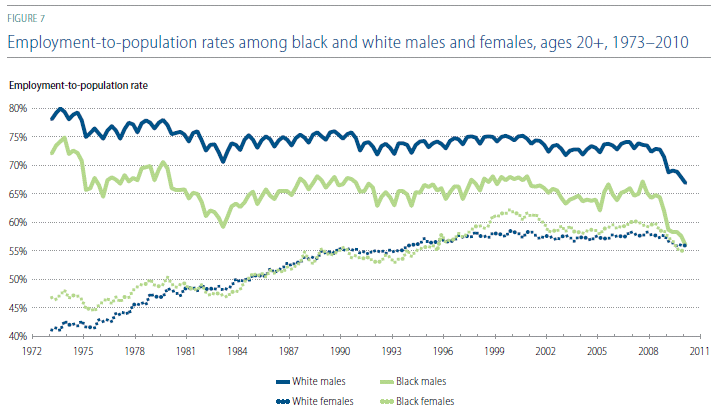 FIGURE 7
Employment-to-population rates among black and white males and females, ages 20+, 1973–2010
Employment-to-population rate
80%
75%
70%
65%
60%
55%
50%
45%
40%
1972 1975 1978 1981 1984 1987 1990 1993 1996 1999 2002 2005 2008 2011
White males Black males
White females Black females